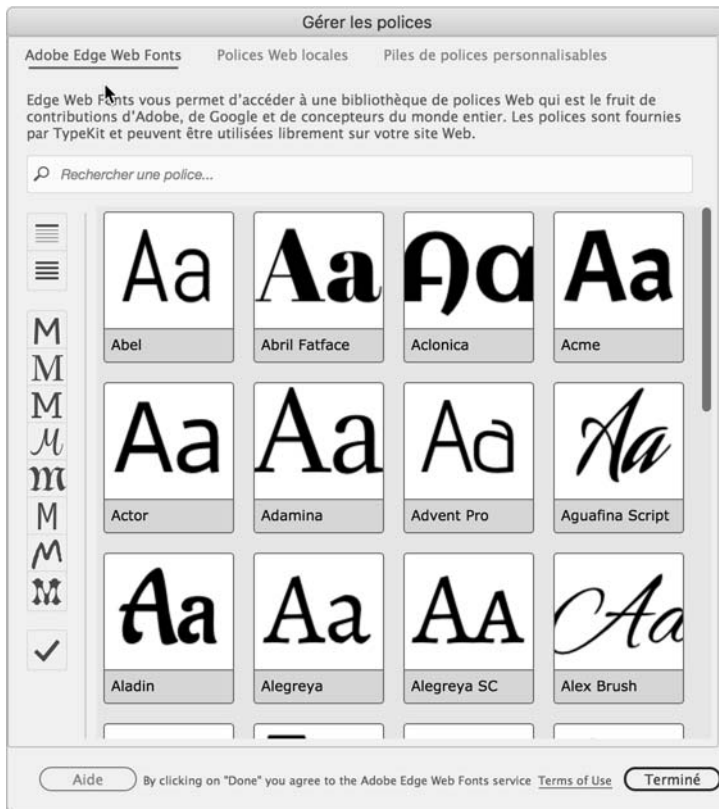 Gérer les polices
Adobe Edge Web Fonts Polices Web locales Piles de polices personnalisables
Edge Web Fonts vous permet d'accéder à une bibliothèque de polices Web qui est le fruit de
contributions d'Adobe, de Google et de concepteurs du monde entier. Les polices sont fournies
par TypeKit et peuvent être utilisées librement sur votre site Web.
Rechercher une police...
Aa Aa Aa Aa
Abel Abril Fatface Aclonica Acme
M
M
M
Aa Aa Aa Aa
M
M
Actor Adamina Advent Pro Aguafina Script
M
M
M
Aa Aa AA Aa
Aladin Alegreya Alegreya SC Alex Brush
Aide By clicking on "Done" you agree to the Adobe Edge Web Fonts service Terms of Use Terminé